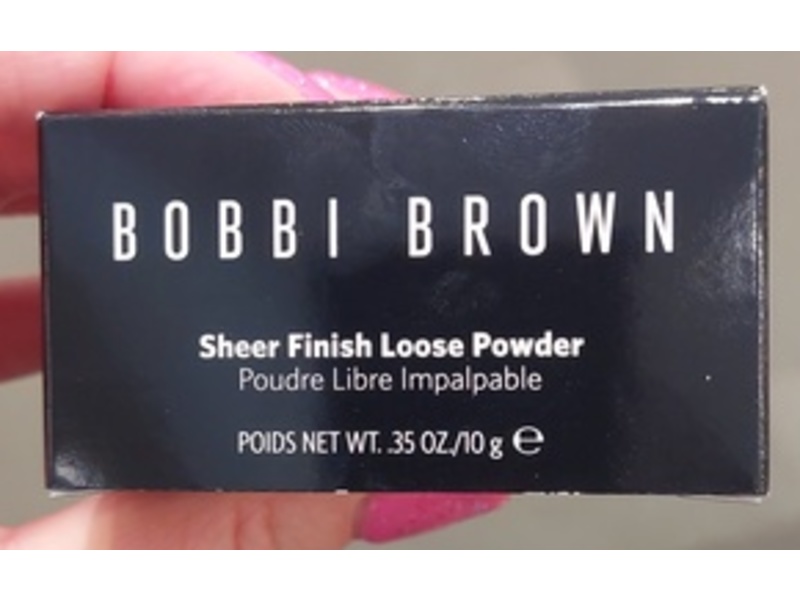 BOBBI BROWN
Sheer Finish Loose Powder
Poudre Libre Impalpable
POIDS NET WT. .35 OZ./10 g ℮